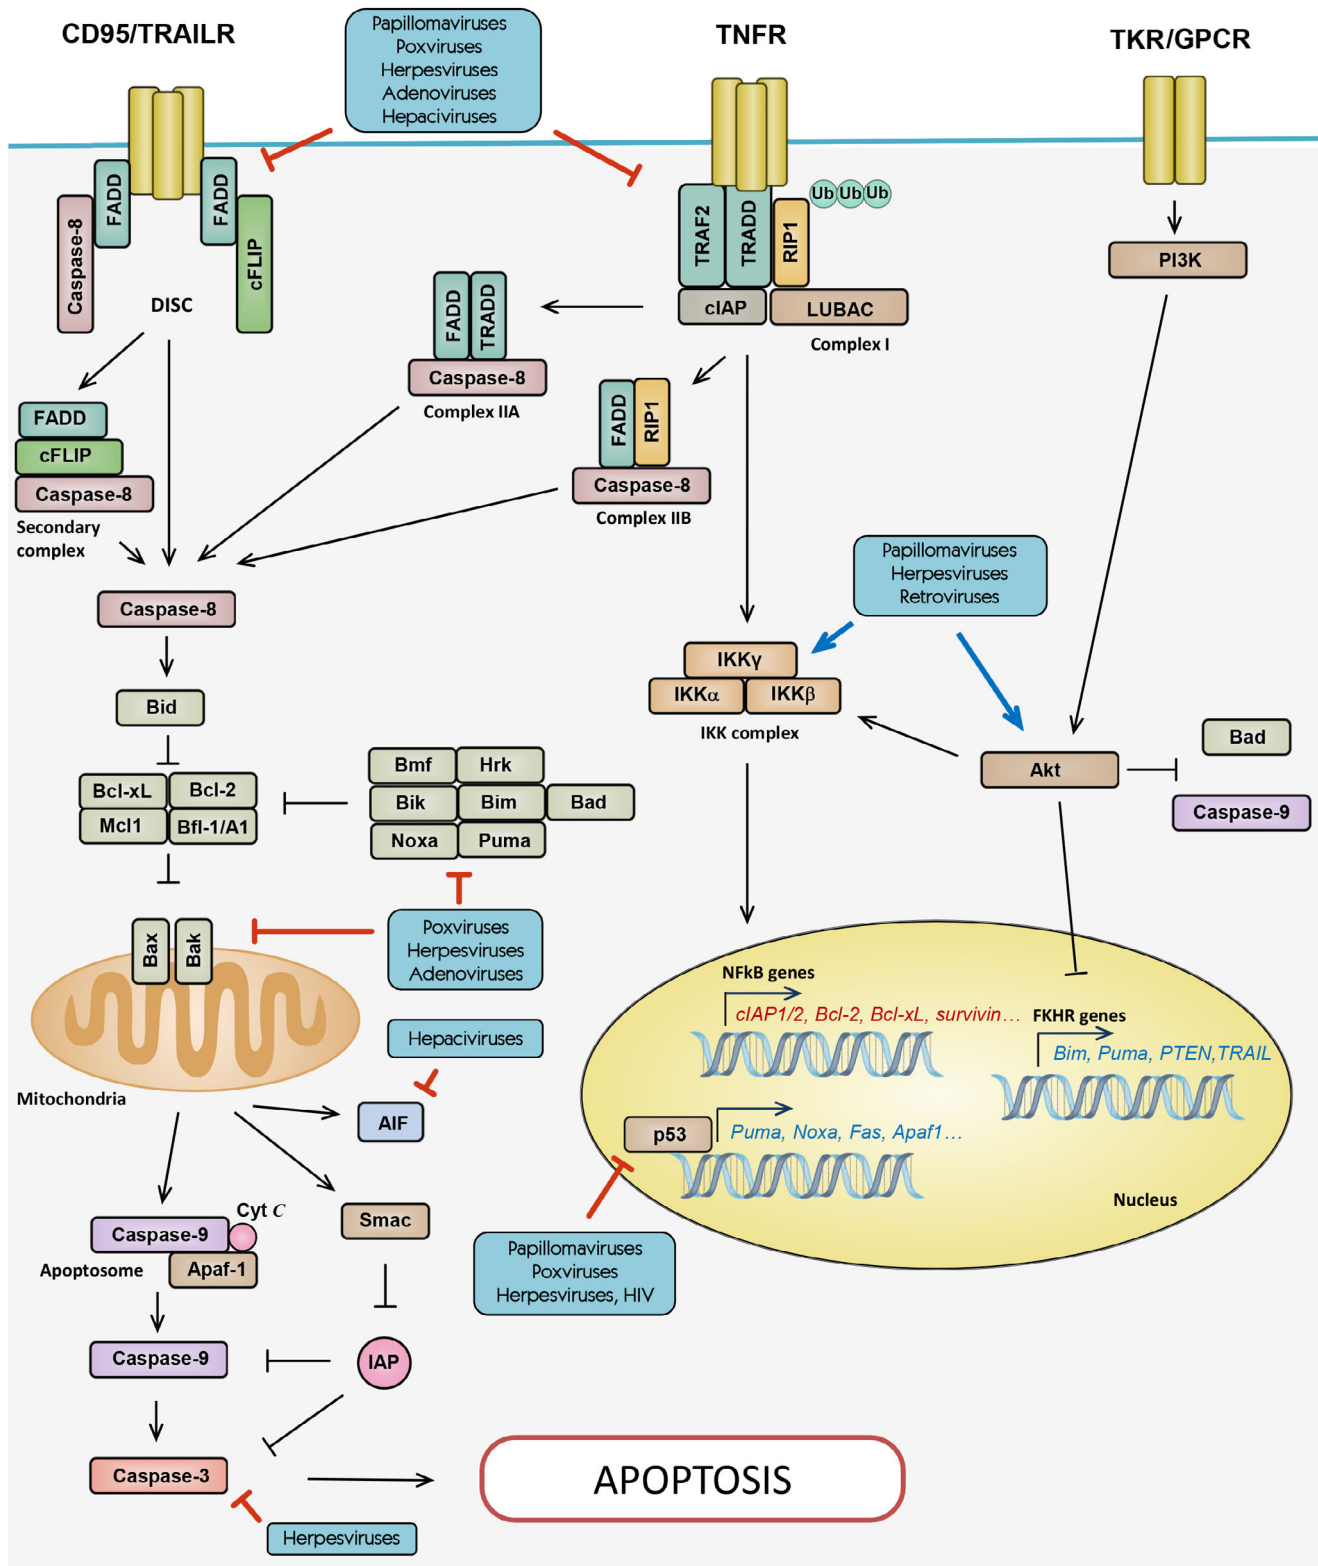 CD95/TRAILR
Papillomaviruses
Poxviruses
Herpesviruses
Adenoviruses
Hepaciviruses
TNFR
TKR/GPCR
FADD
FADD
Caspase-8
cFLIP
DISC
TRAF2
TRADD
RIP1
Ub Ub Ub
cIAP
LUBAC
Complex I
PI3K
FADD
TRADD
Caspase-8
Complex IIA
FADD
RIP1
Caspase-8
Complex IIB
FADD
cFLIP
Caspase-8
Secondary
complex
Caspase-8
Bid
Bcl-xL
Bcl-2
Mcl1
Bfl-1/A1
Bmf
Hrk
Bik
Bim
Bad
Noxa
Puma
Papillomaviruses
Herpesviruses
Retroviruses
IKKγ
IKKα
IKKβ
IKK complex
Akt
Bad
Caspase-9
Bax
Bak
Poxviruses
Herpesviruses
Adenoviruses
Hepaciviruses
Mitochondria
AIF
NFkB genes
cIAP1/2, Bcl-2, Bcl-xL, survivin...
FKHR genes
Bim, Puma, PTEN,TRAIL
p53
Puma, Noxa, Fas, Apaf1...
Nucleus
Papillomaviruses
Poxviruses
Herpesviruses, HIV
Cyt C
Caspase-9
Apaf-1
Apoptosome
Smac
Caspase-9
IAP
Caspase-3
APOPTOSIS
Herpesviruses